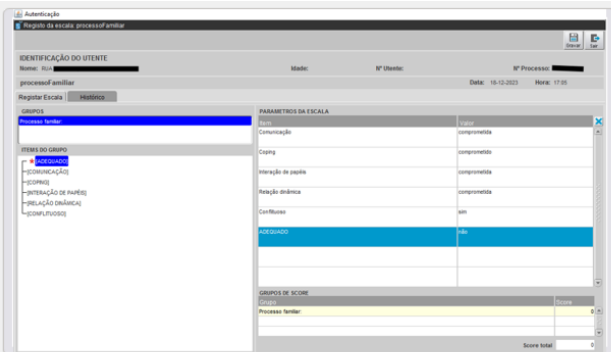 Autenticação
Registo da escala: processoFamiliar
Gravar Sair
IDENTIFICAÇÃO DO UTENTE
Nome: RUA Idade: Nº Utente: Nº Processo:
processoFamiliar Data: 16-12-2023 Hora: 17:05
Registar Escala Histórico
GRUPOS
Processo familiar:
ITEMS DO GRUPO
[ADEQUADO]
[COMUNICAÇÃO]
[COPING]
[INTERAÇÃO DE PAPÉIS]
[RELAÇÃO DINÂMICA]
[CONFLITUOSO]
PARAMETROS DA ESCALA
Item Valor
Comunicação comprometida
Coping comprometido
Interação de papéis comprometida
Relação dinâmica comprometida
Conflituoso sim
ADEQUADO não
GRUPOS DE SCORE
Grupo Score
Processo familiar: 0
Score total: 0